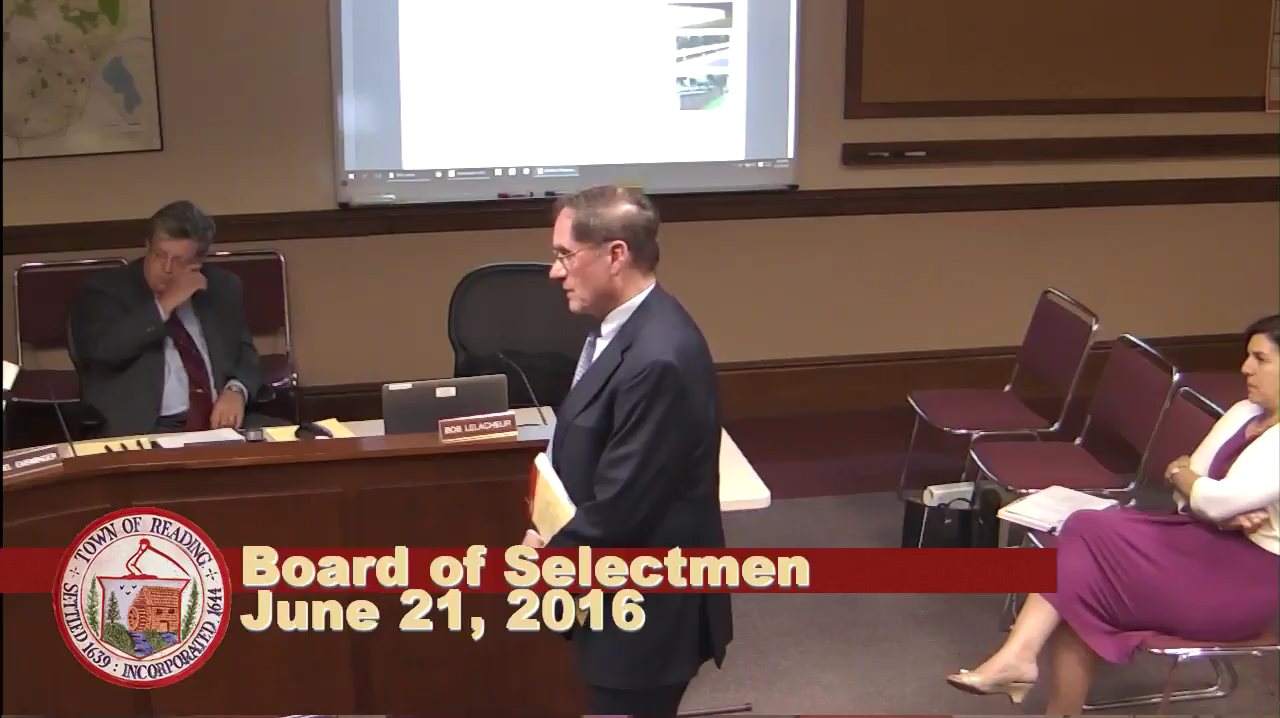 BOB LELACHEUR
TOWN OF READING
SETTLED 1639 : INCORPORATED 1644
Board of Selectmen
June 21, 2016